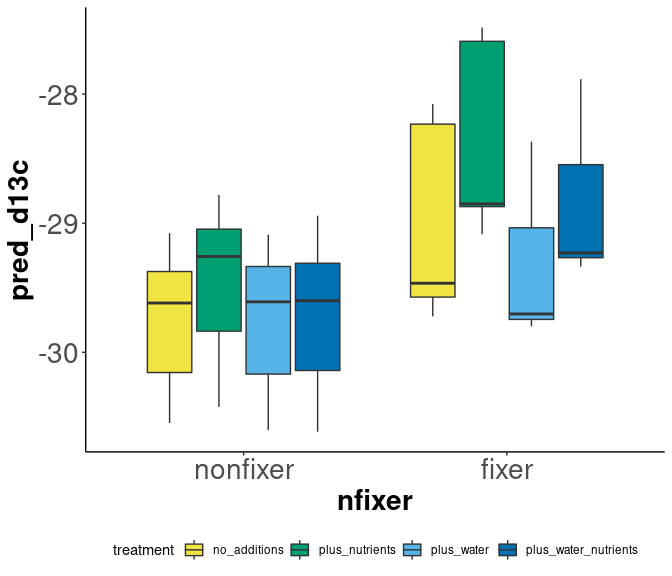 pred_d13c
-28
-29
-30
nonfixer fixer
nfixer
treatment no_additions plus_nutrients plus_water plus_water_nutrients